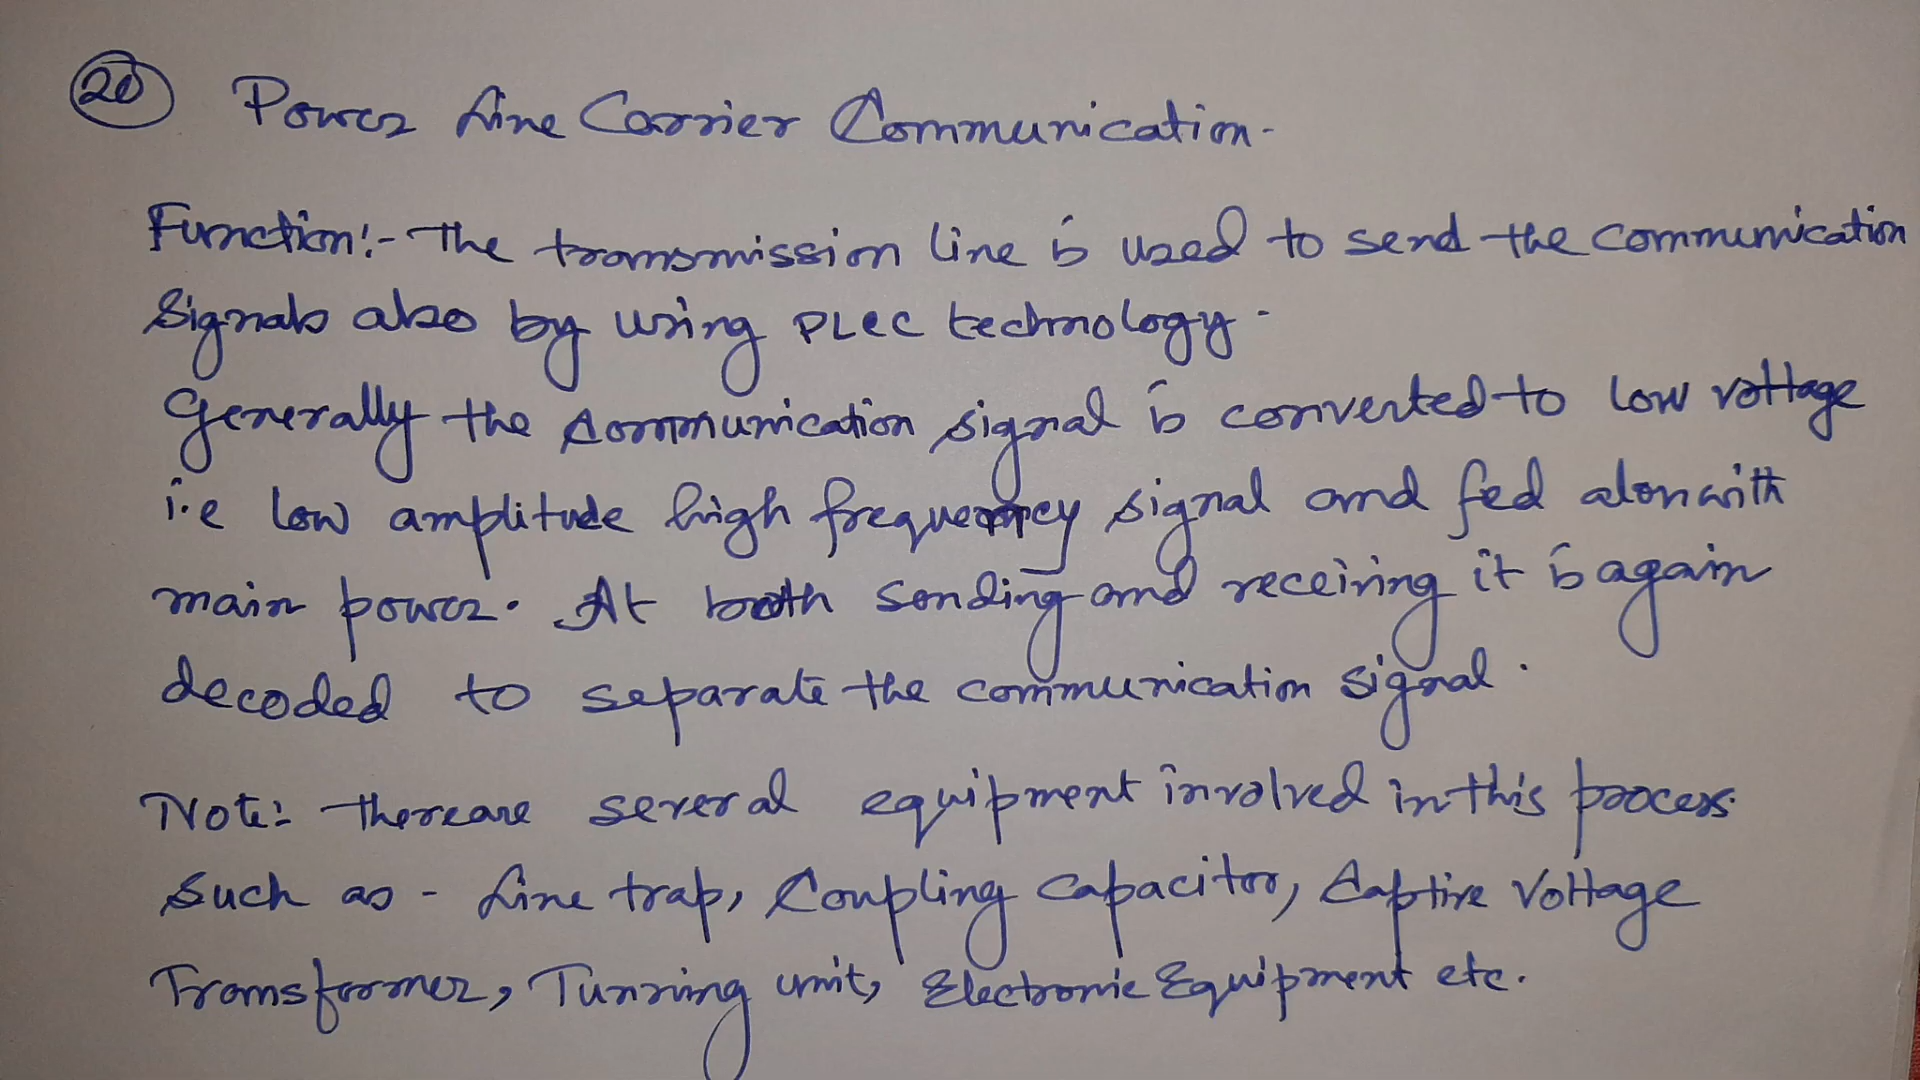 20 Power Line Carrier Communication.
Function:- The transmission line is used to send the communication
Signals also by using PLCC technology.
Generally the communication signal is converted to low voltage
i.e low amplitude high frequency signal and fed alonwith
main power. At both sending and receiving it is again
decoded to separate the communication signal.
Note: there are several equipment involved in this process.
Such as - Line trap, Coupling Capacitor, Captive Voltage
Transformer, Tunning unit, Electronic Equipment etc.